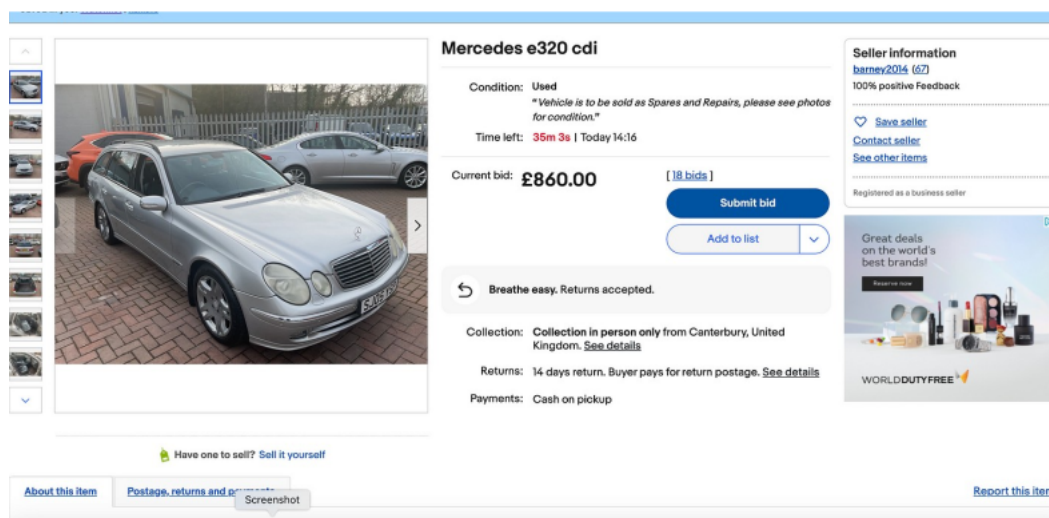 Mercedes e320 cdi
Condition: Used
"Vehicle is to be sold as Spares and Repairs, please see photos
for condition."
Time left: 35m 3s | Today 14:16
Current bid: £860.00 [ 18 bids ]
Submit bid
Add to list
Breathe easy. Returns accepted.
Collection: Collection in person only from Canterbury, United
Kingdom. See details
Returns: 14 days return. Buyer pays for return postage. See details
Payments: Cash on pickup
Seller information
barney2014 (67)
100% positive Feedback
Save seller
Contact seller
See other items
Registered as a business seller
Great deals
on the world's
best brands!
Reserve now
WORLDDUTYFREE
Have one to sell? Sell it yourself
About this item
Postage, returns and payments
Screenshot
Report this item